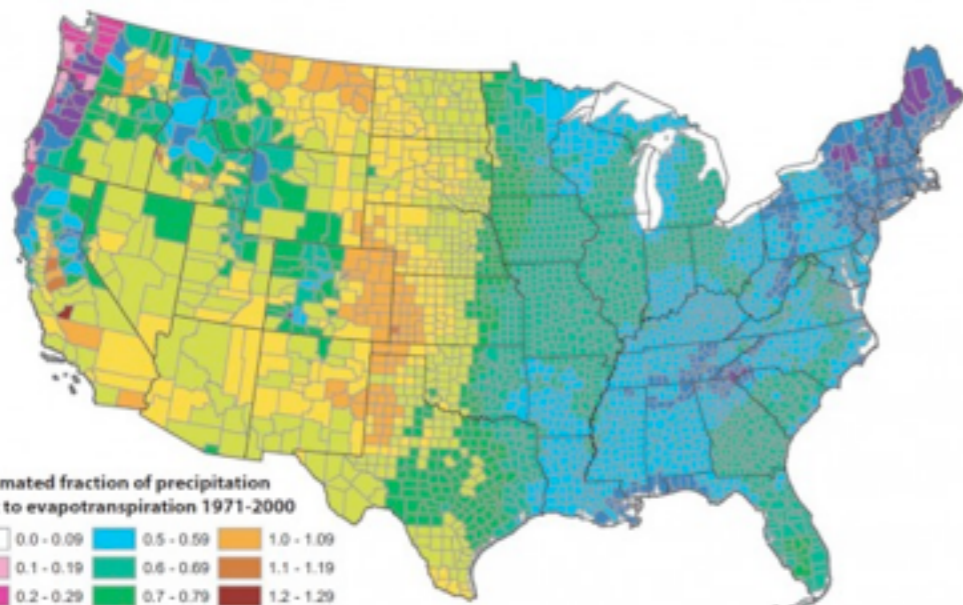 mated fraction of precipitation
to evapotranspiration 1971-2000
0.0 - 0.09 0.5 - 0.59 1.0 - 1.09
0.1 - 0.19 0.6 - 0.69 1.1 - 1.19
0.2 - 0.29 0.7 - 0.79 1.2 - 1.29